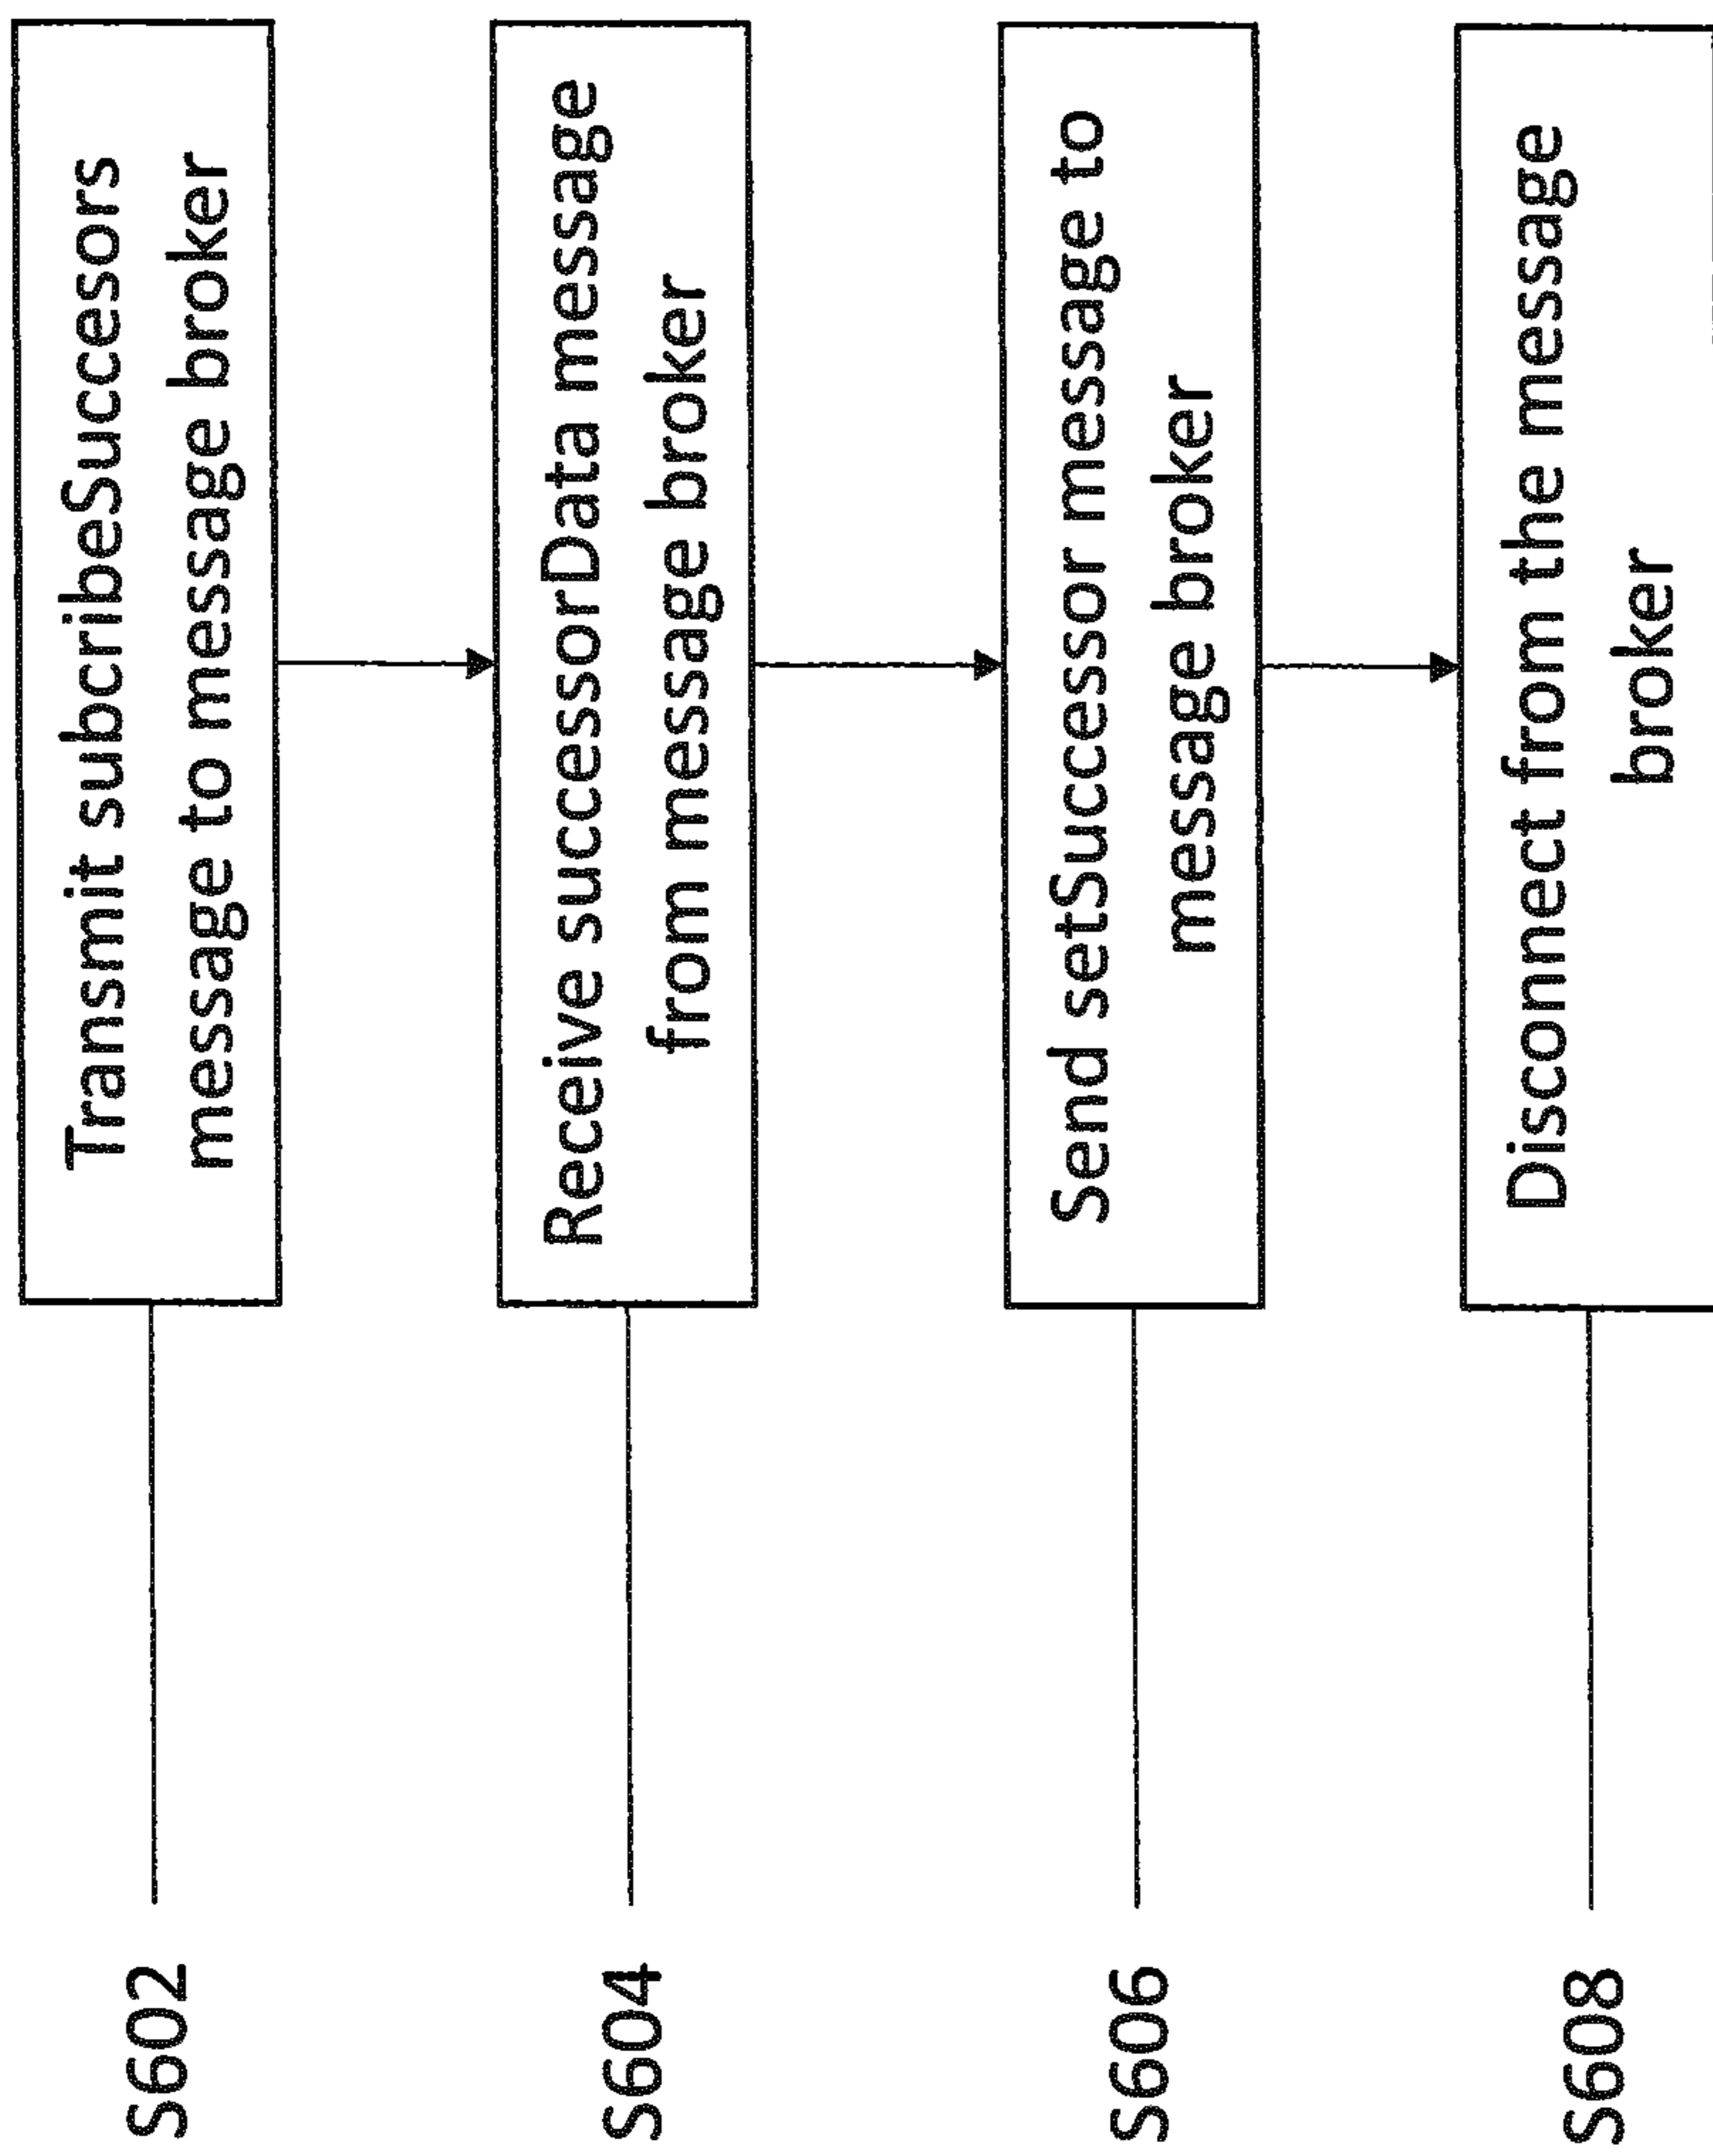 S602
Transmit subcribeSuccessors
message to message broker
S604
Receive successorData message
from message broker
S606
Send setSuccessor message to
message broker
S608
Disconnect from the message
broker